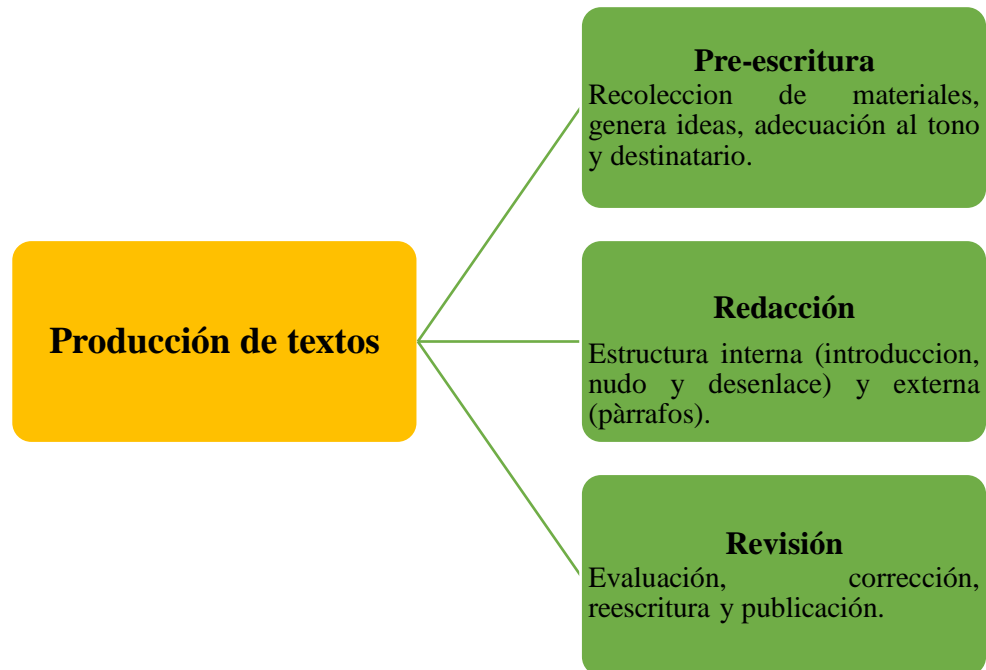 Producción de textos
Pre-escritura
Recoleccion de materiales,
genera ideas, adecuación al tono
y destinatario.
Redacción
Estructura interna (introduccion,
nudo y desenlace) y externa
(pàrrafos).
Revisión
Evaluación, corrección,
reescritura y publicación.